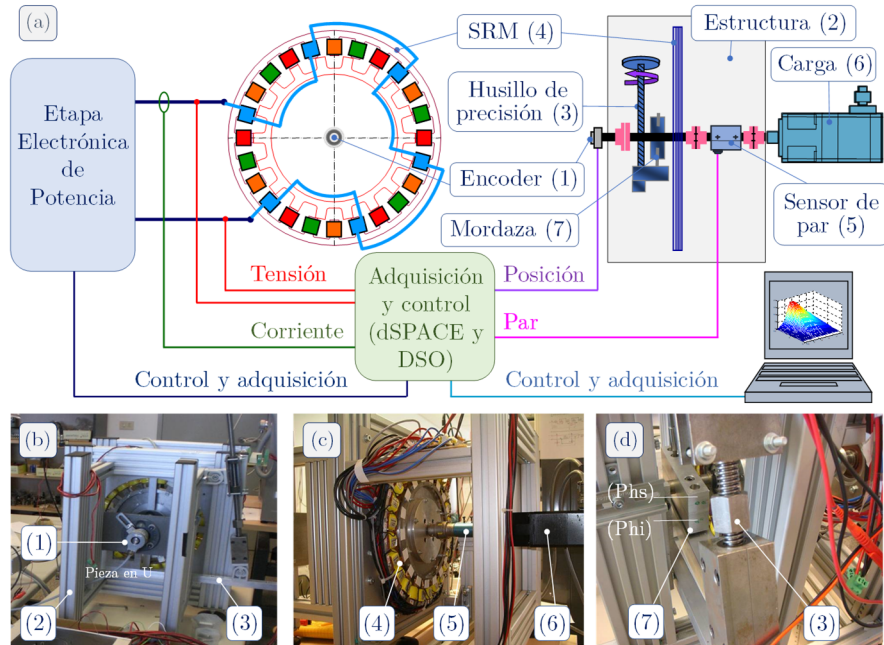 (a)
SRM (4)
Estructura (2)
Carga (6)
Etapa
Electrónica
de
Potencia
Husillo de
precisión (3)
Encoder (1)
Mordaza (7)
Sensor de
par (5)
Tensión
Adquisición
y control
(dSPACE y
DSO)
Posición
Corriente
Par
Control y adquisición
Control y adquisición
(b)
(1)
Pieza en U
(2)
(3)
(c)
(4)
(5)
(6)
(d)
(Phs)
(Phi)
(7)
(3)